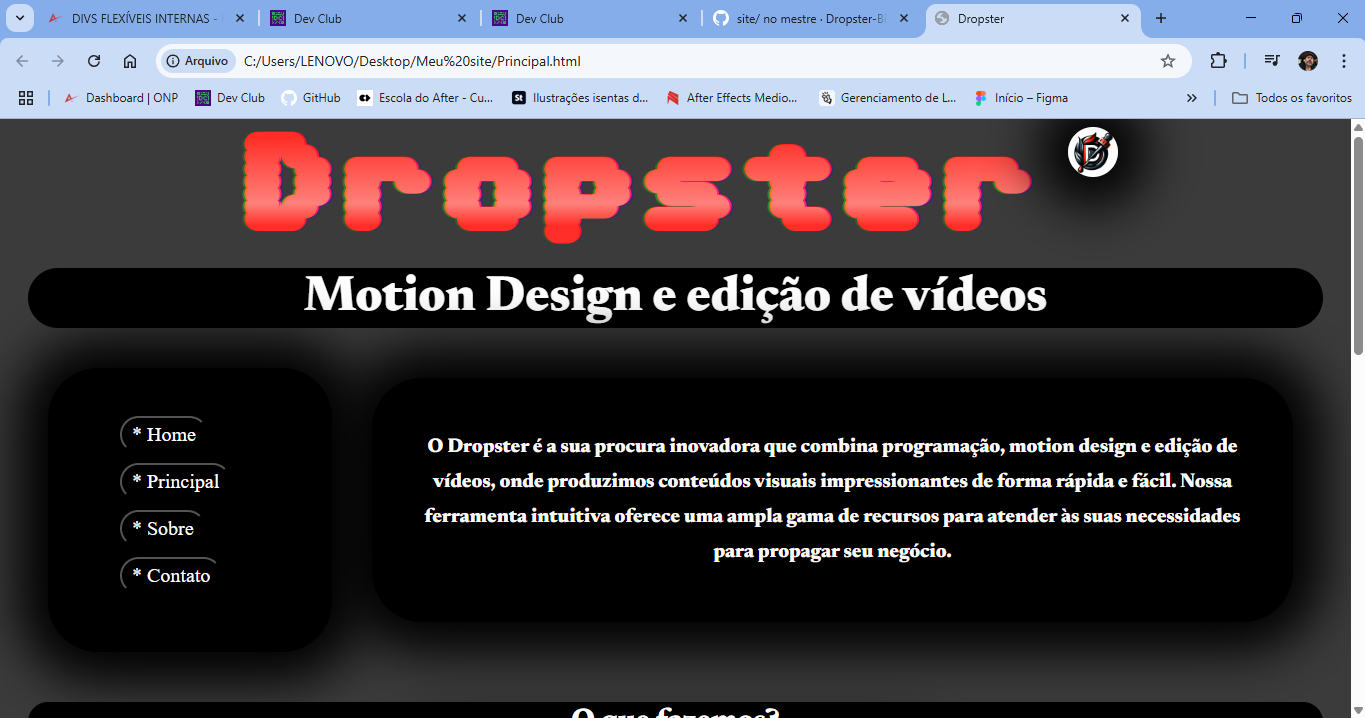 DIVS FLEXÍVEIS INTERNAS -
Dev Club
Dev Club
site/ no mestre · Dropster-Bi
Dropster
Arquivo
C:/Users/LENOVO/Desktop/Meu%20site/Principal.html
Dashboard | ONP
Dev Club
GitHub
Escola do After - Cu...
St
Ilustrações isentas d...
After Effects Medio...
Gerenciamento de L...
Início – Figma
Todos os favoritos
Dropster
Motion Design e edição de vídeos
* Home
* Principal
* Sobre
* Contato
O Dropster é a sua procura inovadora que combina programação, motion design e edição de
vídeos, onde produzimos conteúdos visuais impressionantes de forma rápida e fácil. Nossa
ferramenta intuitiva oferece uma ampla gama de recursos para atender às suas necessidades
para propagar seu negócio.
O que fazemos?